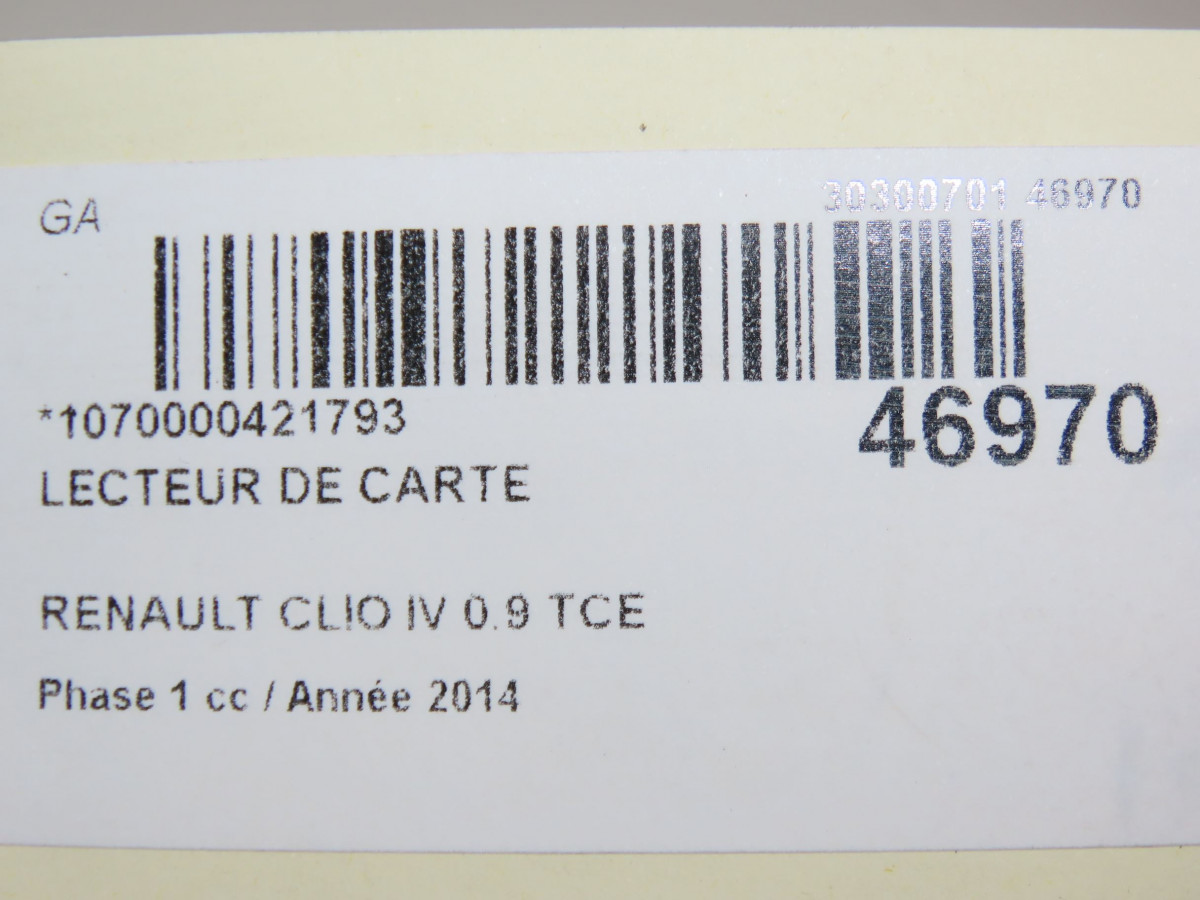 GA
30300701 46970
*1070000421793
46970
LECTEUR DE CARTE
RENAULT CLIO IV 0.9 TCE
Phase 1 cc / Année 2014